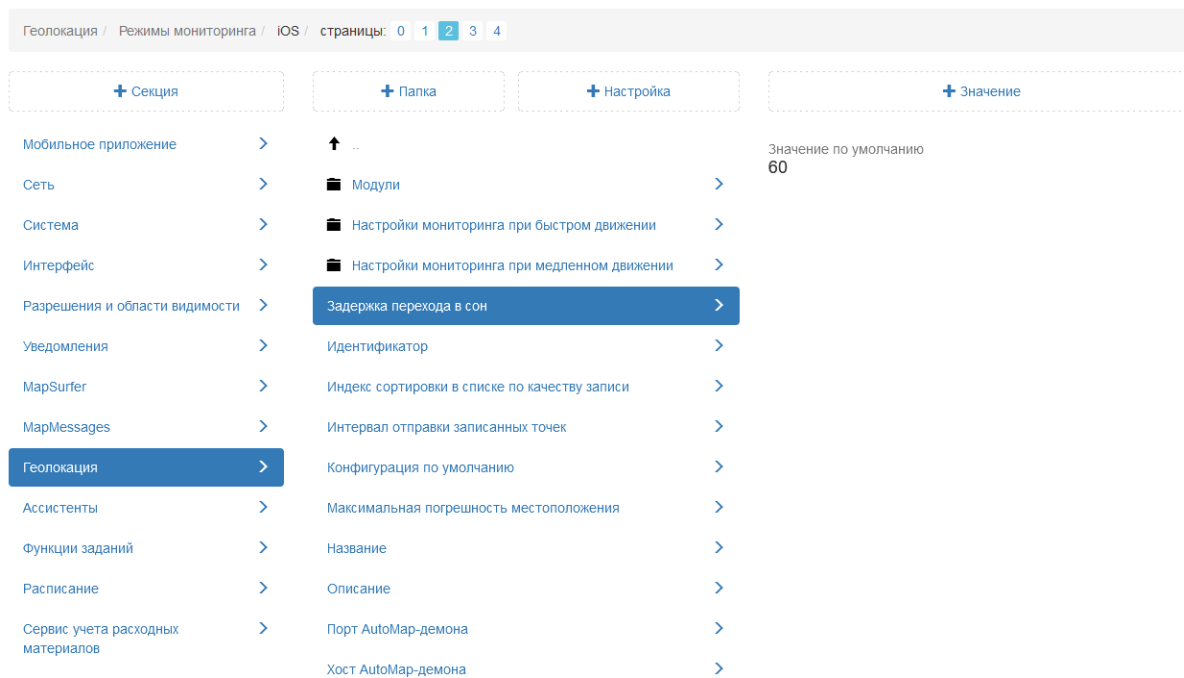 Геолокация / Режимы мониторинга / iOS / страницы: 0 1 2 3 4
+ Секция
+ Папка
+ Настройка
+ Значение
Мобильное приложение
Сеть
Система
Интерфейс
Разрешения и области видимости
Уведомления
MapSurfer
MapMessages
Геолокация
Ассистенты
Функции заданий
Расписание
Сервис учета расходных
материалов
..
Модули
Настройки мониторинга при быстром движении
Настройки мониторинга при медленном движении
Задержка перехода в сон
Идентификатор
Индекс сортировки в списке по качеству записи
Интервал отправки записанных точек
Конфигурация по умолчанию
Максимальная погрешность местоположения
Название
Описание
Порт AutoMap-демона
Хост AutoMap-демона
Значение по умолчанию
60